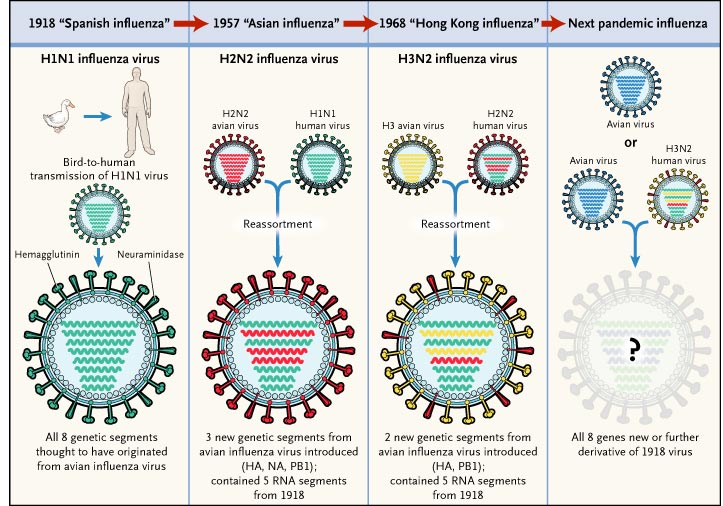 1918 “Spanish influenza”
1957 “Asian influenza”
1968 “Hong Kong influenza”
Next pandemic influenza
H1N1 influenza virus
Bird-to-human
transmission of H1N1 virus
Hemagglutinin
Neuraminidase
All 8 genetic segments
thought to have originated
from avian influenza virus
H2N2 influenza virus
H2N2
avian virus
H1N1
human virus
Reassortment
3 new genetic segments from
avian influenza virus introduced
(HA, NA, PB1);
contained 5 RNA segments
from 1918
H3N2 influenza virus
H3 avian virus
H2N2
human virus
Reassortment
2 new genetic segments from
avian influenza virus introduced
(HA, PB1);
contained 5 RNA segments
from 1918
Avian virus
or
Avian virus
H3N2
human virus
?
All 8 genes new or further
derivative of 1918 virus